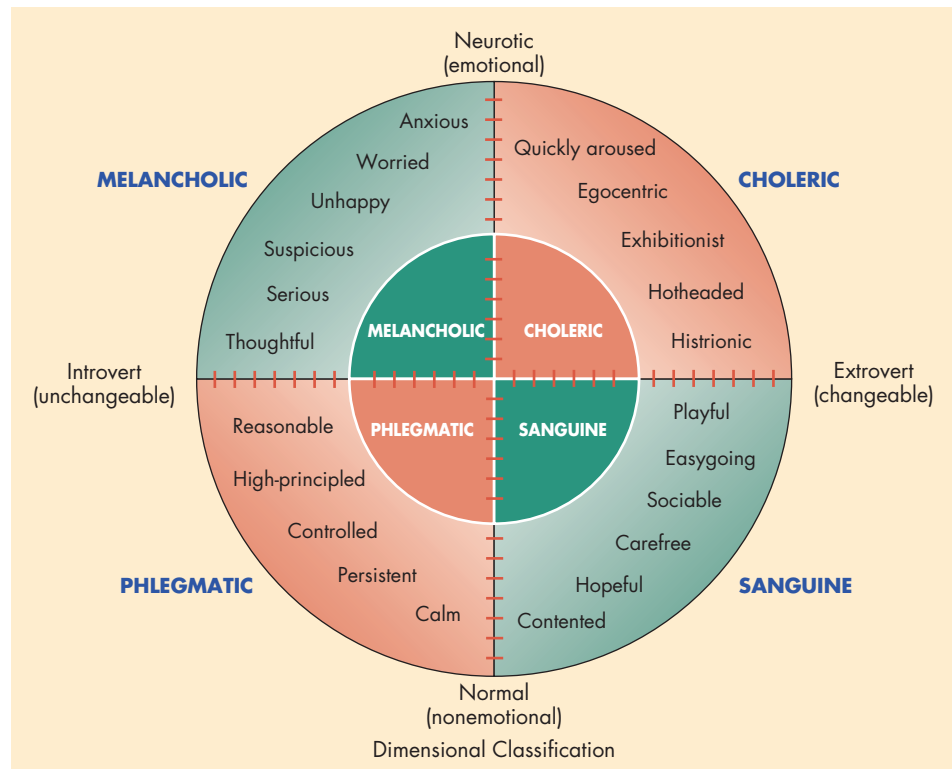 Neurotic
(emotional)
MELANCHOLIC
Anxious
Worried
Unhappy
Suspicious
Serious
Thoughtful
CHOLERIC
Quickly aroused
Egocentric
Exhibitionist
Hotheaded
Histrionic
MELANCHOLIC
CHOLERIC
Introvert
(unchangeable)
Extrovert
(changeable)
PHLEGMATIC
SANGUINE
Reasonable
High-principled
Controlled
Persistent
Calm
PHLEGMATIC
Playful
Easygoing
Sociable
Carefree
Hopeful
Contented
SANGUINE
Normal
(nonemotional)
Dimensional Classification